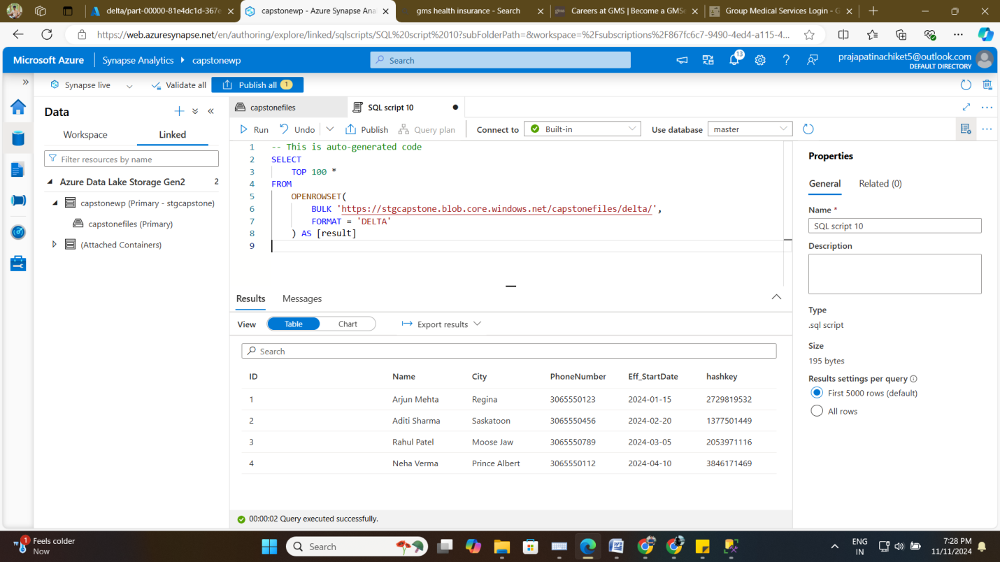 delta/part-00000-81e4dc1d-367e
capstonewp - Azure Synapse Ana
gms health insurance - Search
Careers at GMS | Become a GMS
Group Medical Services Login - G
https://web.azuresynapse.net/en/authoring/explore/linked/sqlscripts/SQL%20script%2010?subFolderPath=&workspace=%2Fsubscriptions%2F867fc6c7-9490-4ed4-a115-4...
Microsoft Azure
Synapse Analytics
capstonewp
Search
13
prajapatinachiket5@outlook.com
DEFAULT DIRECTORY
Synapse live
Validate all
Publish all 1
Data
Workspace
Linked
Filter resources by name
Azure Data Lake Storage Gen2 2
capstonewp (Primary - stgcapstone)
capstonefiles (Primary)
(Attached Containers)
capstonefiles
SQL script 10
Run
Undo
Publish
Query plan
Connect to
Built-in
Use database
master
1 -- This is auto-generated code
2 SELECT
3 TOP 100 *
4 FROM
5 OPENROWSET(
6 BULK 'https://stgcapstone.blob.core.windows.net/capstonefiles/delta/',
7 FORMAT = 'DELTA'
8 ) AS [result]
9
Results
Messages
View
Table
Chart
Export results
Search
ID Name City PhoneNumber Eff_StartDate hashkey
1 Arjun Mehta Regina 3065550123 2024-01-15 2729819532
2 Aditi Sharma Saskatoon 3065550456 2024-02-20 1377501449
3 Rahul Patel Moose Jaw 3065550789 2024-03-05 2053971116
4 Neha Verma Prince Albert 3065550112 2024-04-10 3846171469
00:00:02 Query executed successfully.
Properties
General
Related (0)
Name *
SQL script 10
Description
Type
.sql script
Size
195 bytes
Results settings per query
First 5000 rows (default)
All rows
1
Feels colder
Now
Search
ENG
IN
7:28 PM
11/11/2024